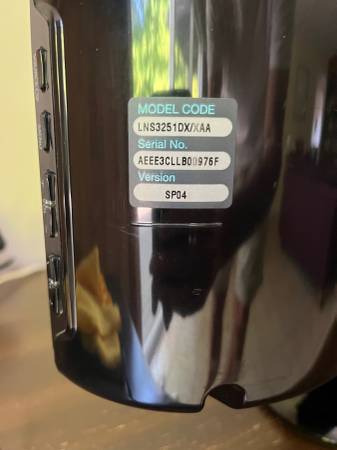 MODEL CODE
LNS3251DX/XAA
Serial No.
AEEE3CLLB00976F
Version
SP04